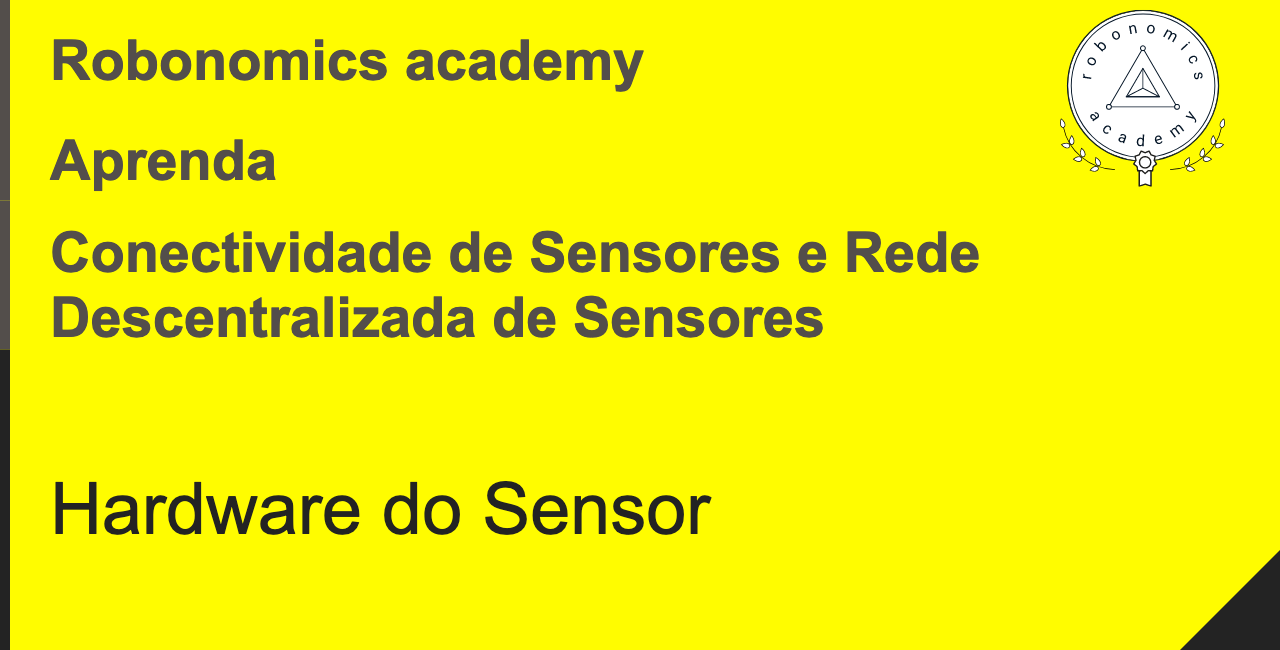 Robonomics academy
robonomics
academy
Aprenda
Conectividade de Sensores e Rede
Descentralizada de Sensores
Hardware do Sensor